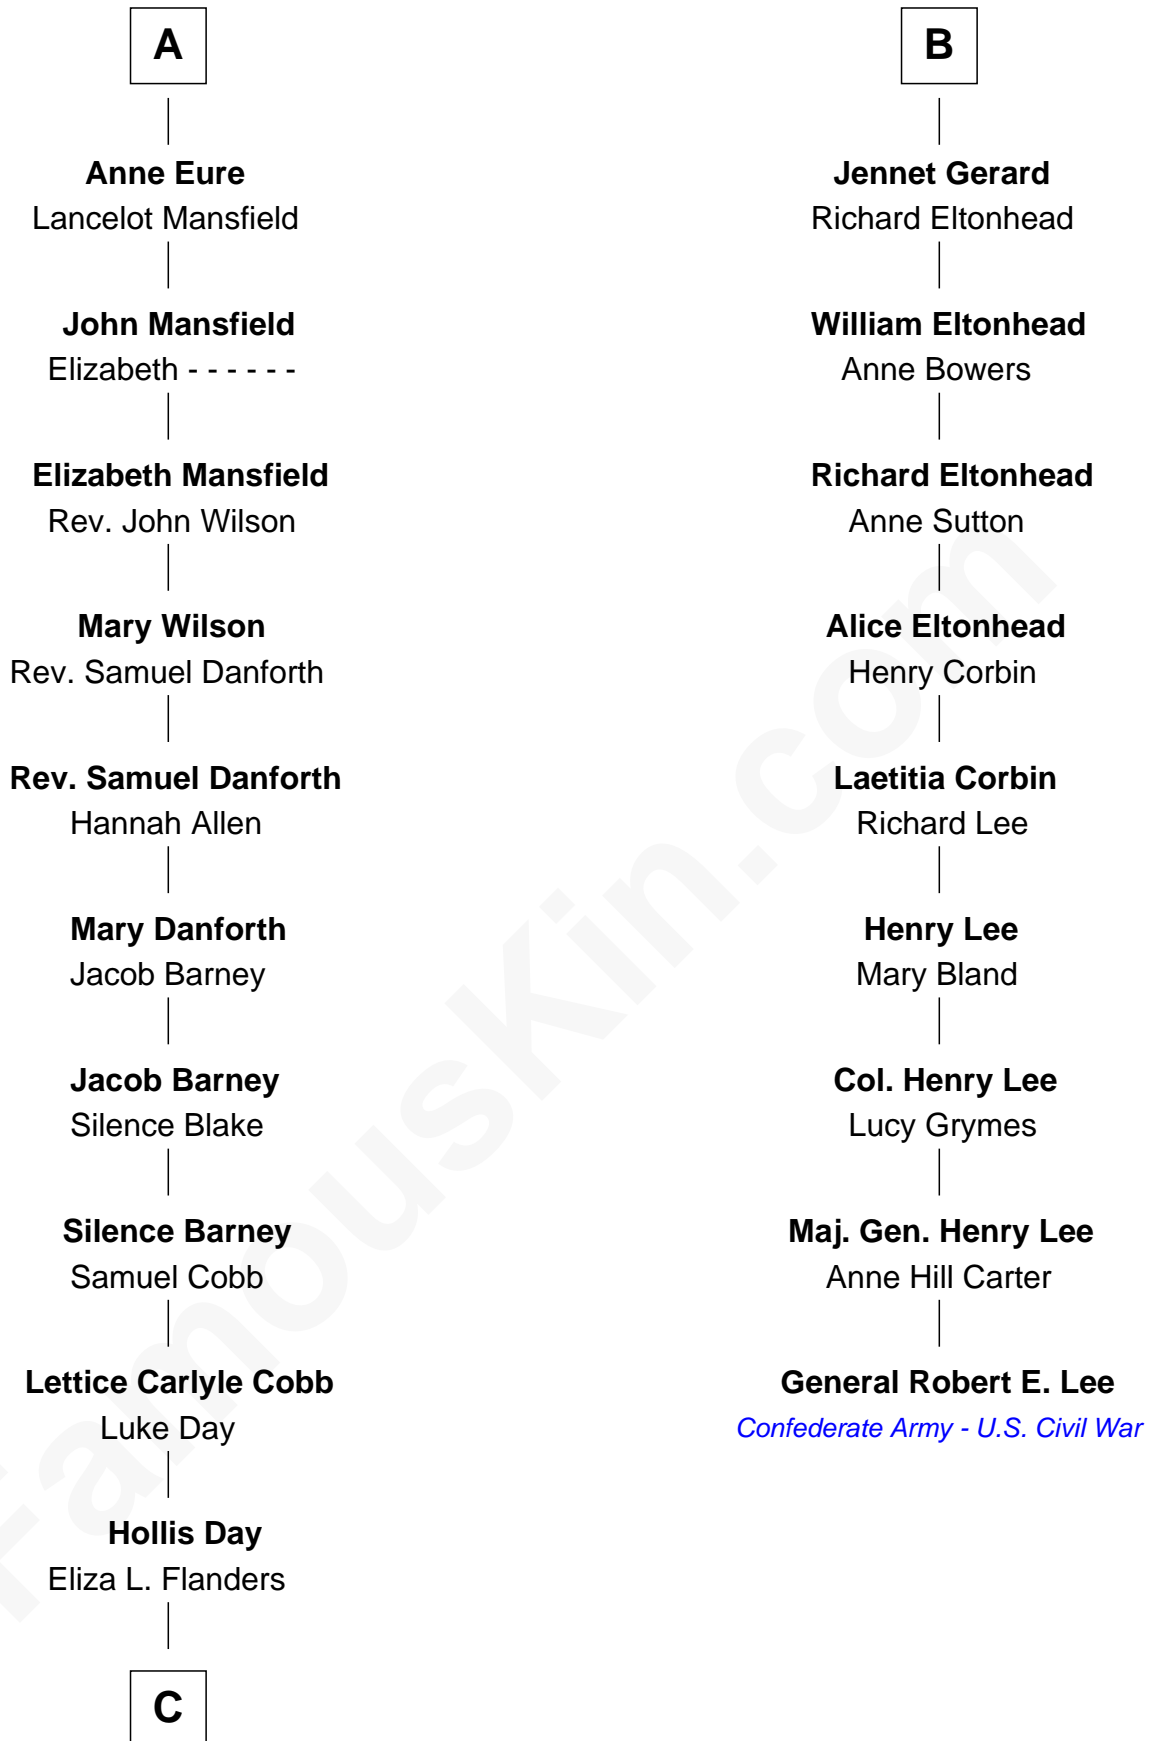 A
Anne Eure
Lancelot Mansfield
John Mansfield
Elizabeth - - - - - -
Elizabeth Mansfield
Rev. John Wilson
Mary Wilson
Rev. Samuel Danforth
Rev. Samuel Danforth
Hannah Allen
Mary Danforth
Jacob Barney
Jacob Barney
Silence Blake
Silence Barney
Samuel Cobb
Lettice Carlyle Cobb
Luke Day
Hollis Day
Eliza L. Flanders
C
B
Jennet Gerard
Richard Eltonhead
William Eltonhead
Anne Bowers
Richard Eltonhead
Anne Sutton
Alice Eltonhead
Henry Corbin
Laetitia Corbin
Richard Lee
Henry Lee
Mary Bland
Col. Henry Lee
Lucy Grymes
Maj. Gen. Henry Lee
Anne Hill Carter
General Robert E. Lee
Confederate Army - U.S. Civil War
FamousKin.com